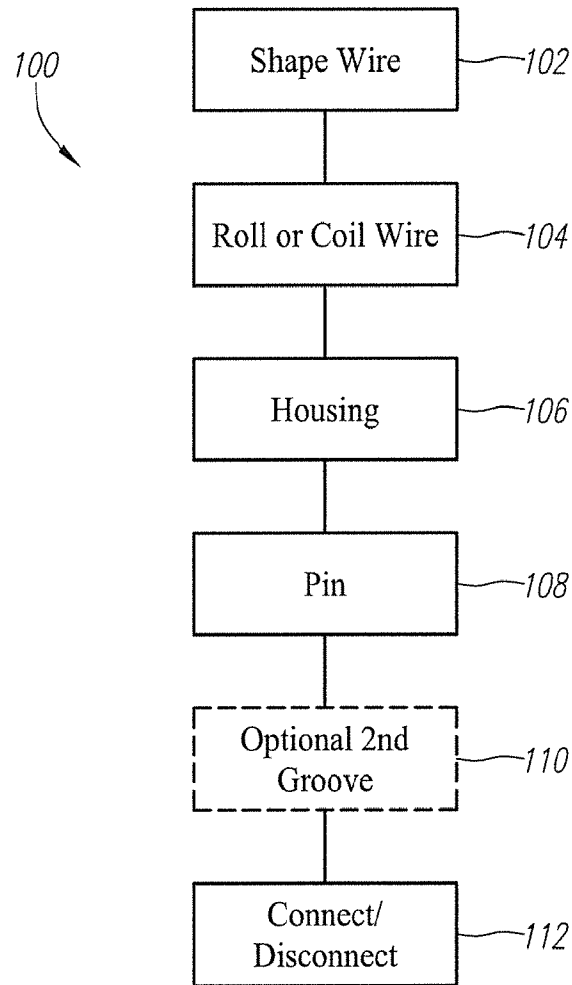 100
Shape Wire 102
Roll or Coil Wire 104
Housing 106
Pin 108
Optional 2nd
Groove 110
Connect/
Disconnect 112